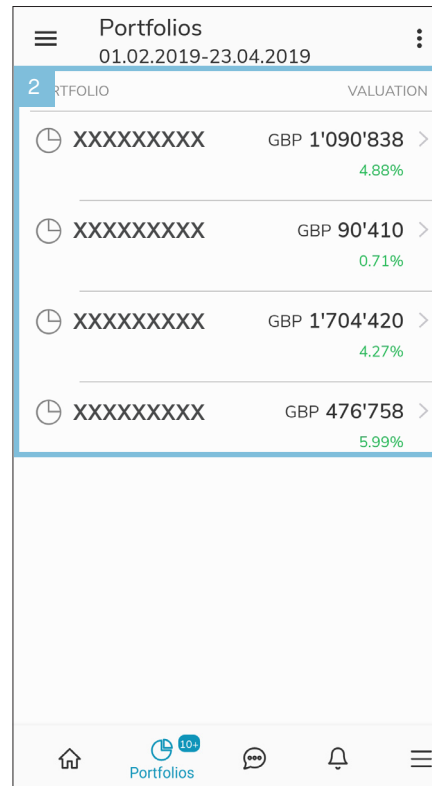 Portfolios
01.02.2019-23.04.2019
2 RTFOLIO VALUATION
XXXXXXXXX GBP 1'090'838
4.88%
XXXXXXXXX GBP 90'410
0.71%
XXXXXXXXX GBP 1'704'420
4.27%
XXXXXXXXX GBP 476'758
5.99%
10+
Portfolios